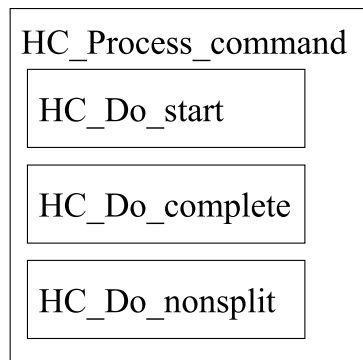 HC_Process_command
HC_Do_start
HC_Do_complete
HC_Do_nonsplit